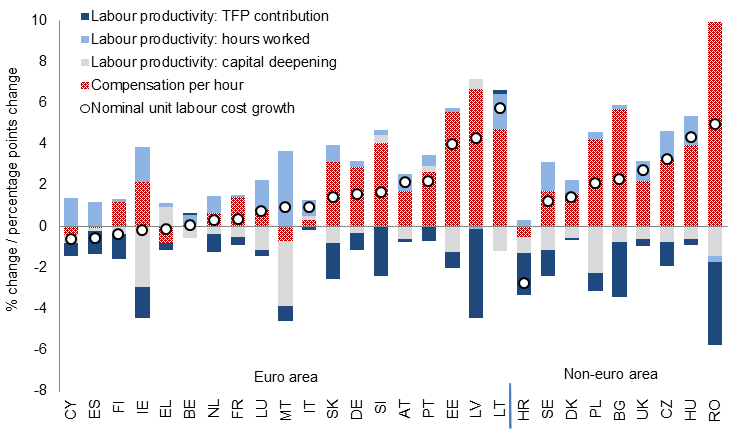 Labour productivity: TFP contribution
Labour productivity: hours worked
Labour productivity: capital deepening
Compensation per hour
Nominal unit labour cost growth
% change / percentage points change
10
8
6
4
2
0
-2
-4
-6
-8
Euro area
Non-euro area
CY ES FI IE EL BE NL FR LU MT IT SK DE SI AT PT EE LV LT HR SE DK PL BG UK CZ HU RO